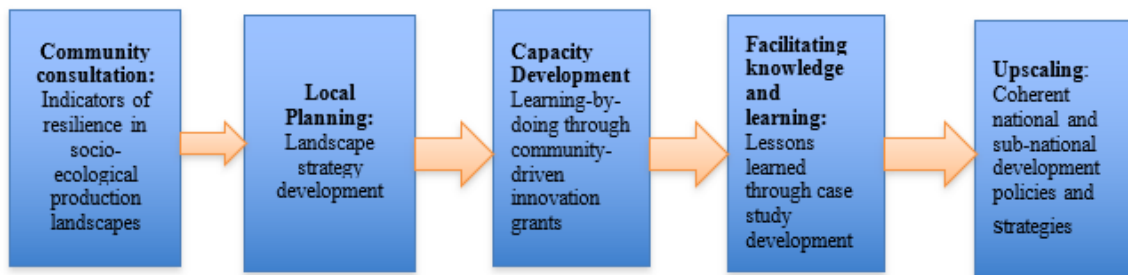 Community
consultation:
Indicators of
resilience in
socio-
ecological
production
landscapes
Local
Planning:
Landscape
strategy
development
Capacity
Development
Learning-by-
doing through
community-
driven
innovation
grants
Facilitating
knowledge
and
learning:
Lessons
learned
through case
study
development
Upscaling:
Coherent
national and
sub-national
development
policies and
strategies